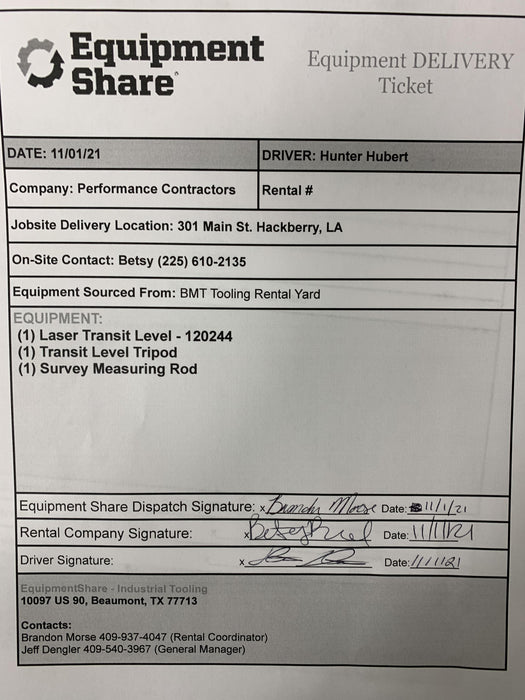 Equipment
Share
Equipment DELIVERY
Ticket
DATE: 11/01/21
DRIVER: Hunter Hubert
Company: Performance Contractors
Rental #
Jobsite Delivery Location: 301 Main St. Hackberry, LA
On-Site Contact: Betsy (225) 610-2135
Equipment Sourced From: BMT Tooling Rental Yard
EQUIPMENT:
(1) Laser Transit Level - 120244
(1) Transit Level Tripod
(1) Survey Measuring Rod
Equipment Share Dispatch Signature: x Brandon Morse Date: 11/1/21
Rental Company Signature: x Betsy Date: 11/1/21
Driver Signature: x Date: 11/1/21
EquipmentShare - Industrial Tooling
10097 US 90, Beaumont, TX 77713
Contacts:
Brandon Morse 409-937-4047 (Rental Coordinator)
Jeff Dengler 409-540-3967 (General Manager)